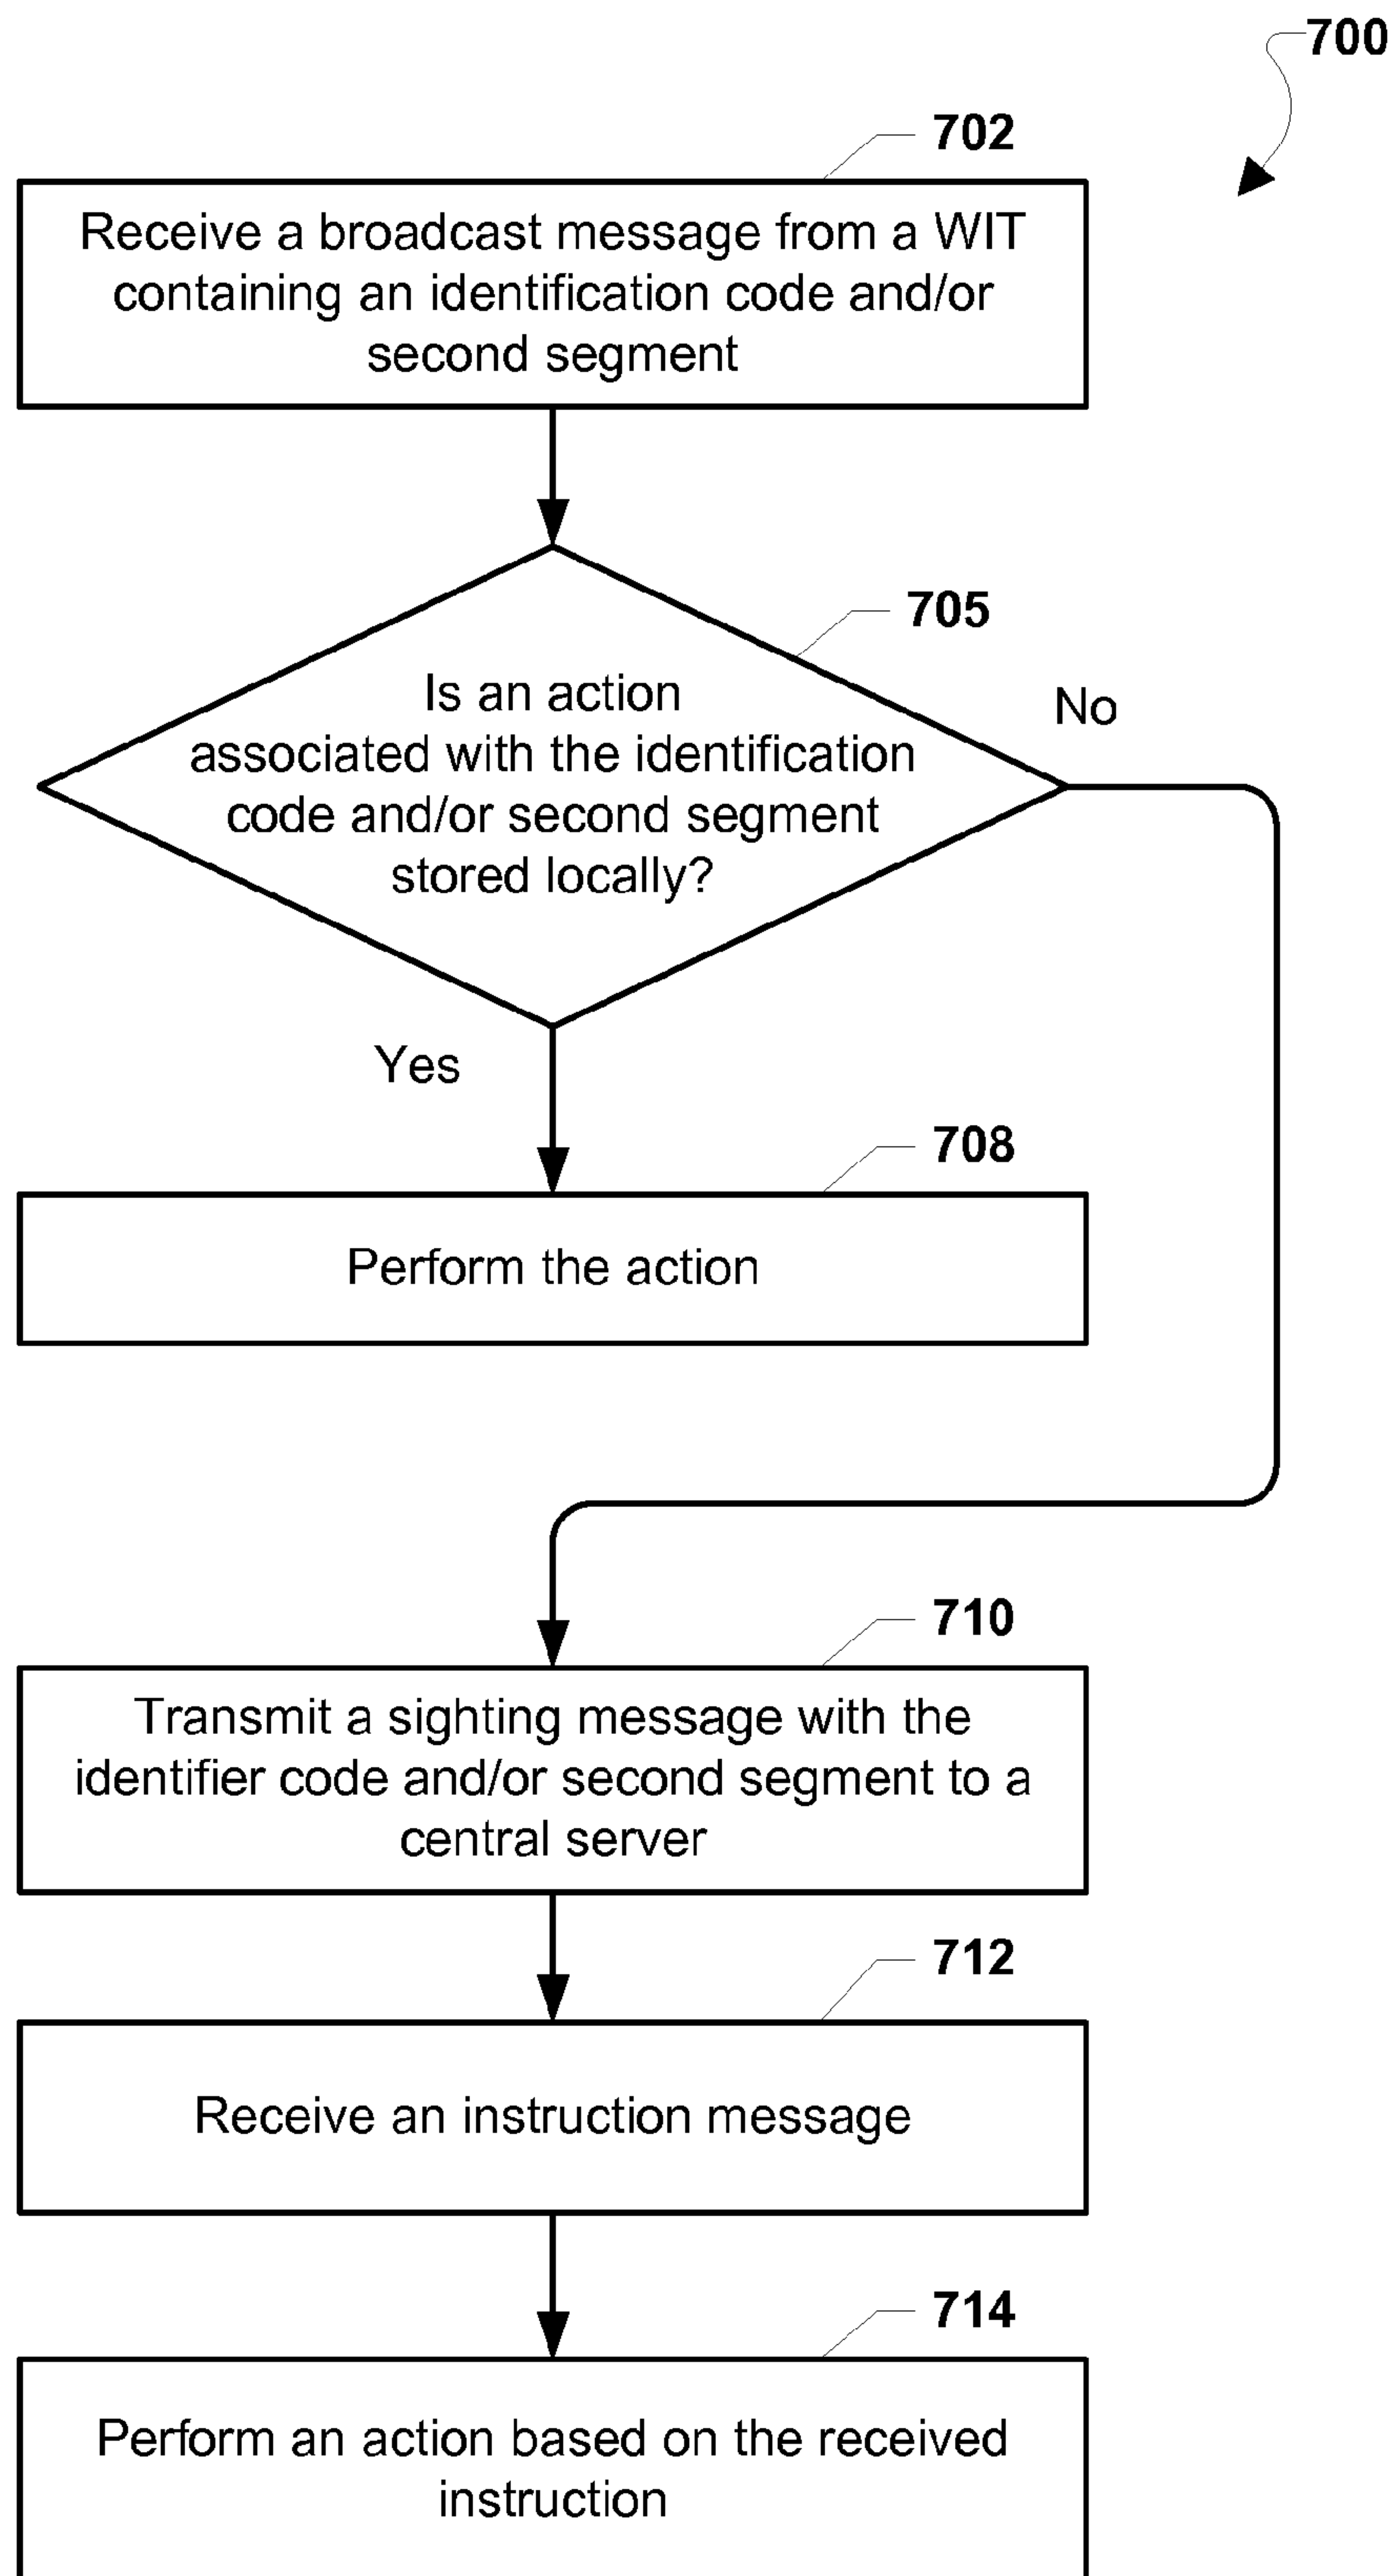 700
702
Receive a broadcast message from a WIT
containing an identification code and/or
second segment
705
Is an action
associated with the identification
code and/or second segment
stored locally?
No
Yes
708
Perform the action
710
Transmit a sighting message with the
identifier code and/or second segment to a
central server
712
Receive an instruction message
714
Perform an action based on the received
instruction